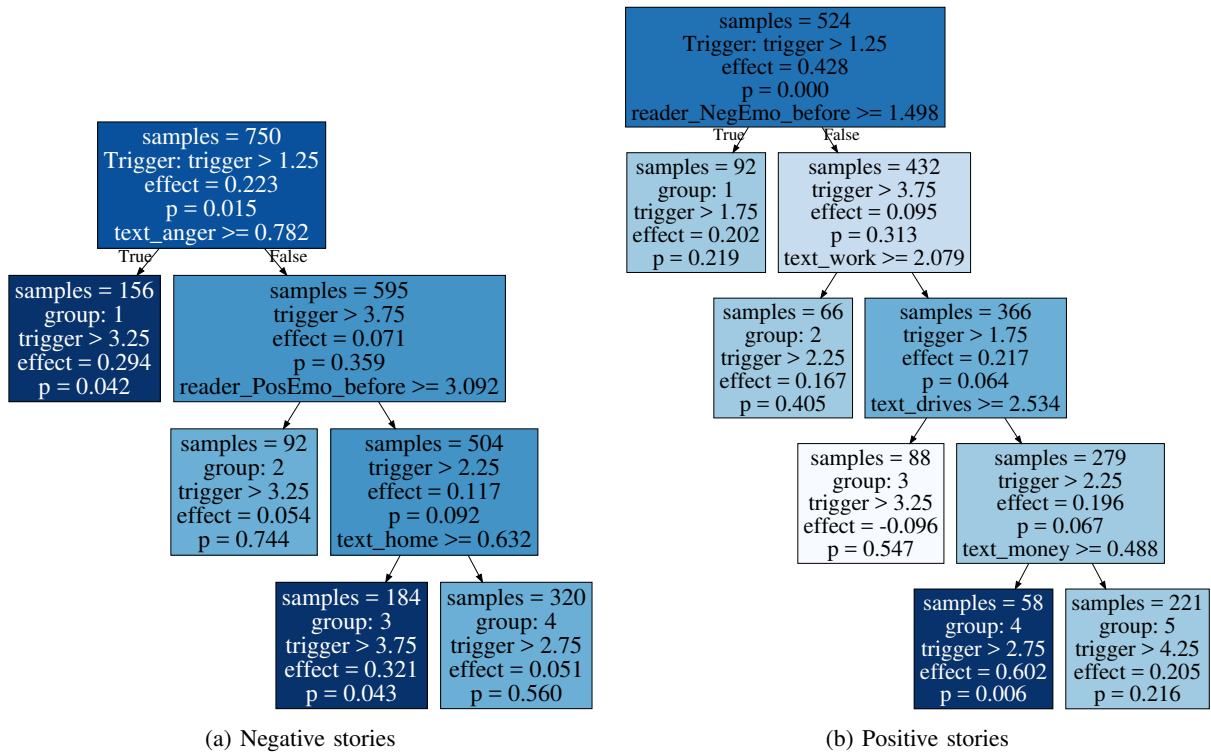 samples = 750
Trigger: trigger > 1.25
effect = 0.223
p = 0.015
text_anger >= 0.782
True
False
samples = 156
group: 1
trigger > 3.25
effect = 0.294
p = 0.042
samples = 595
trigger > 3.75
effect = 0.071
p = 0.359
reader_PosEmo_before >= 3.092
samples = 92
group: 2
trigger > 3.25
effect = 0.054
p = 0.744
samples = 504
trigger > 2.25
effect = 0.117
p = 0.092
text_home >= 0.632
samples = 184
group: 3
trigger > 3.75
effect = 0.321
p = 0.043
samples = 320
group: 4
trigger > 2.75
effect = 0.051
p = 0.560
(a) Negative stories
samples = 524
Trigger: trigger > 1.25
effect = 0.428
p = 0.000
reader_NegEmo_before >= 1.498
True
False
samples = 92
group: 1
trigger > 1.75
effect = 0.202
p = 0.219
samples = 432
trigger > 3.75
effect = 0.095
p = 0.313
text_work >= 2.079
samples = 66
group: 2
trigger > 2.25
effect = 0.167
p = 0.405
samples = 366
trigger > 1.75
effect = 0.217
p = 0.064
text_drives >= 2.534
samples = 88
group: 3
trigger > 3.25
effect = -0.096
p = 0.547
samples = 279
trigger > 2.25
effect = 0.196
p = 0.067
text_money >= 0.488
samples = 58
group: 4
trigger > 2.75
effect = 0.602
p = 0.006
samples = 221
group: 5
trigger > 4.25
effect = 0.205
p = 0.216
(b) Positive stories